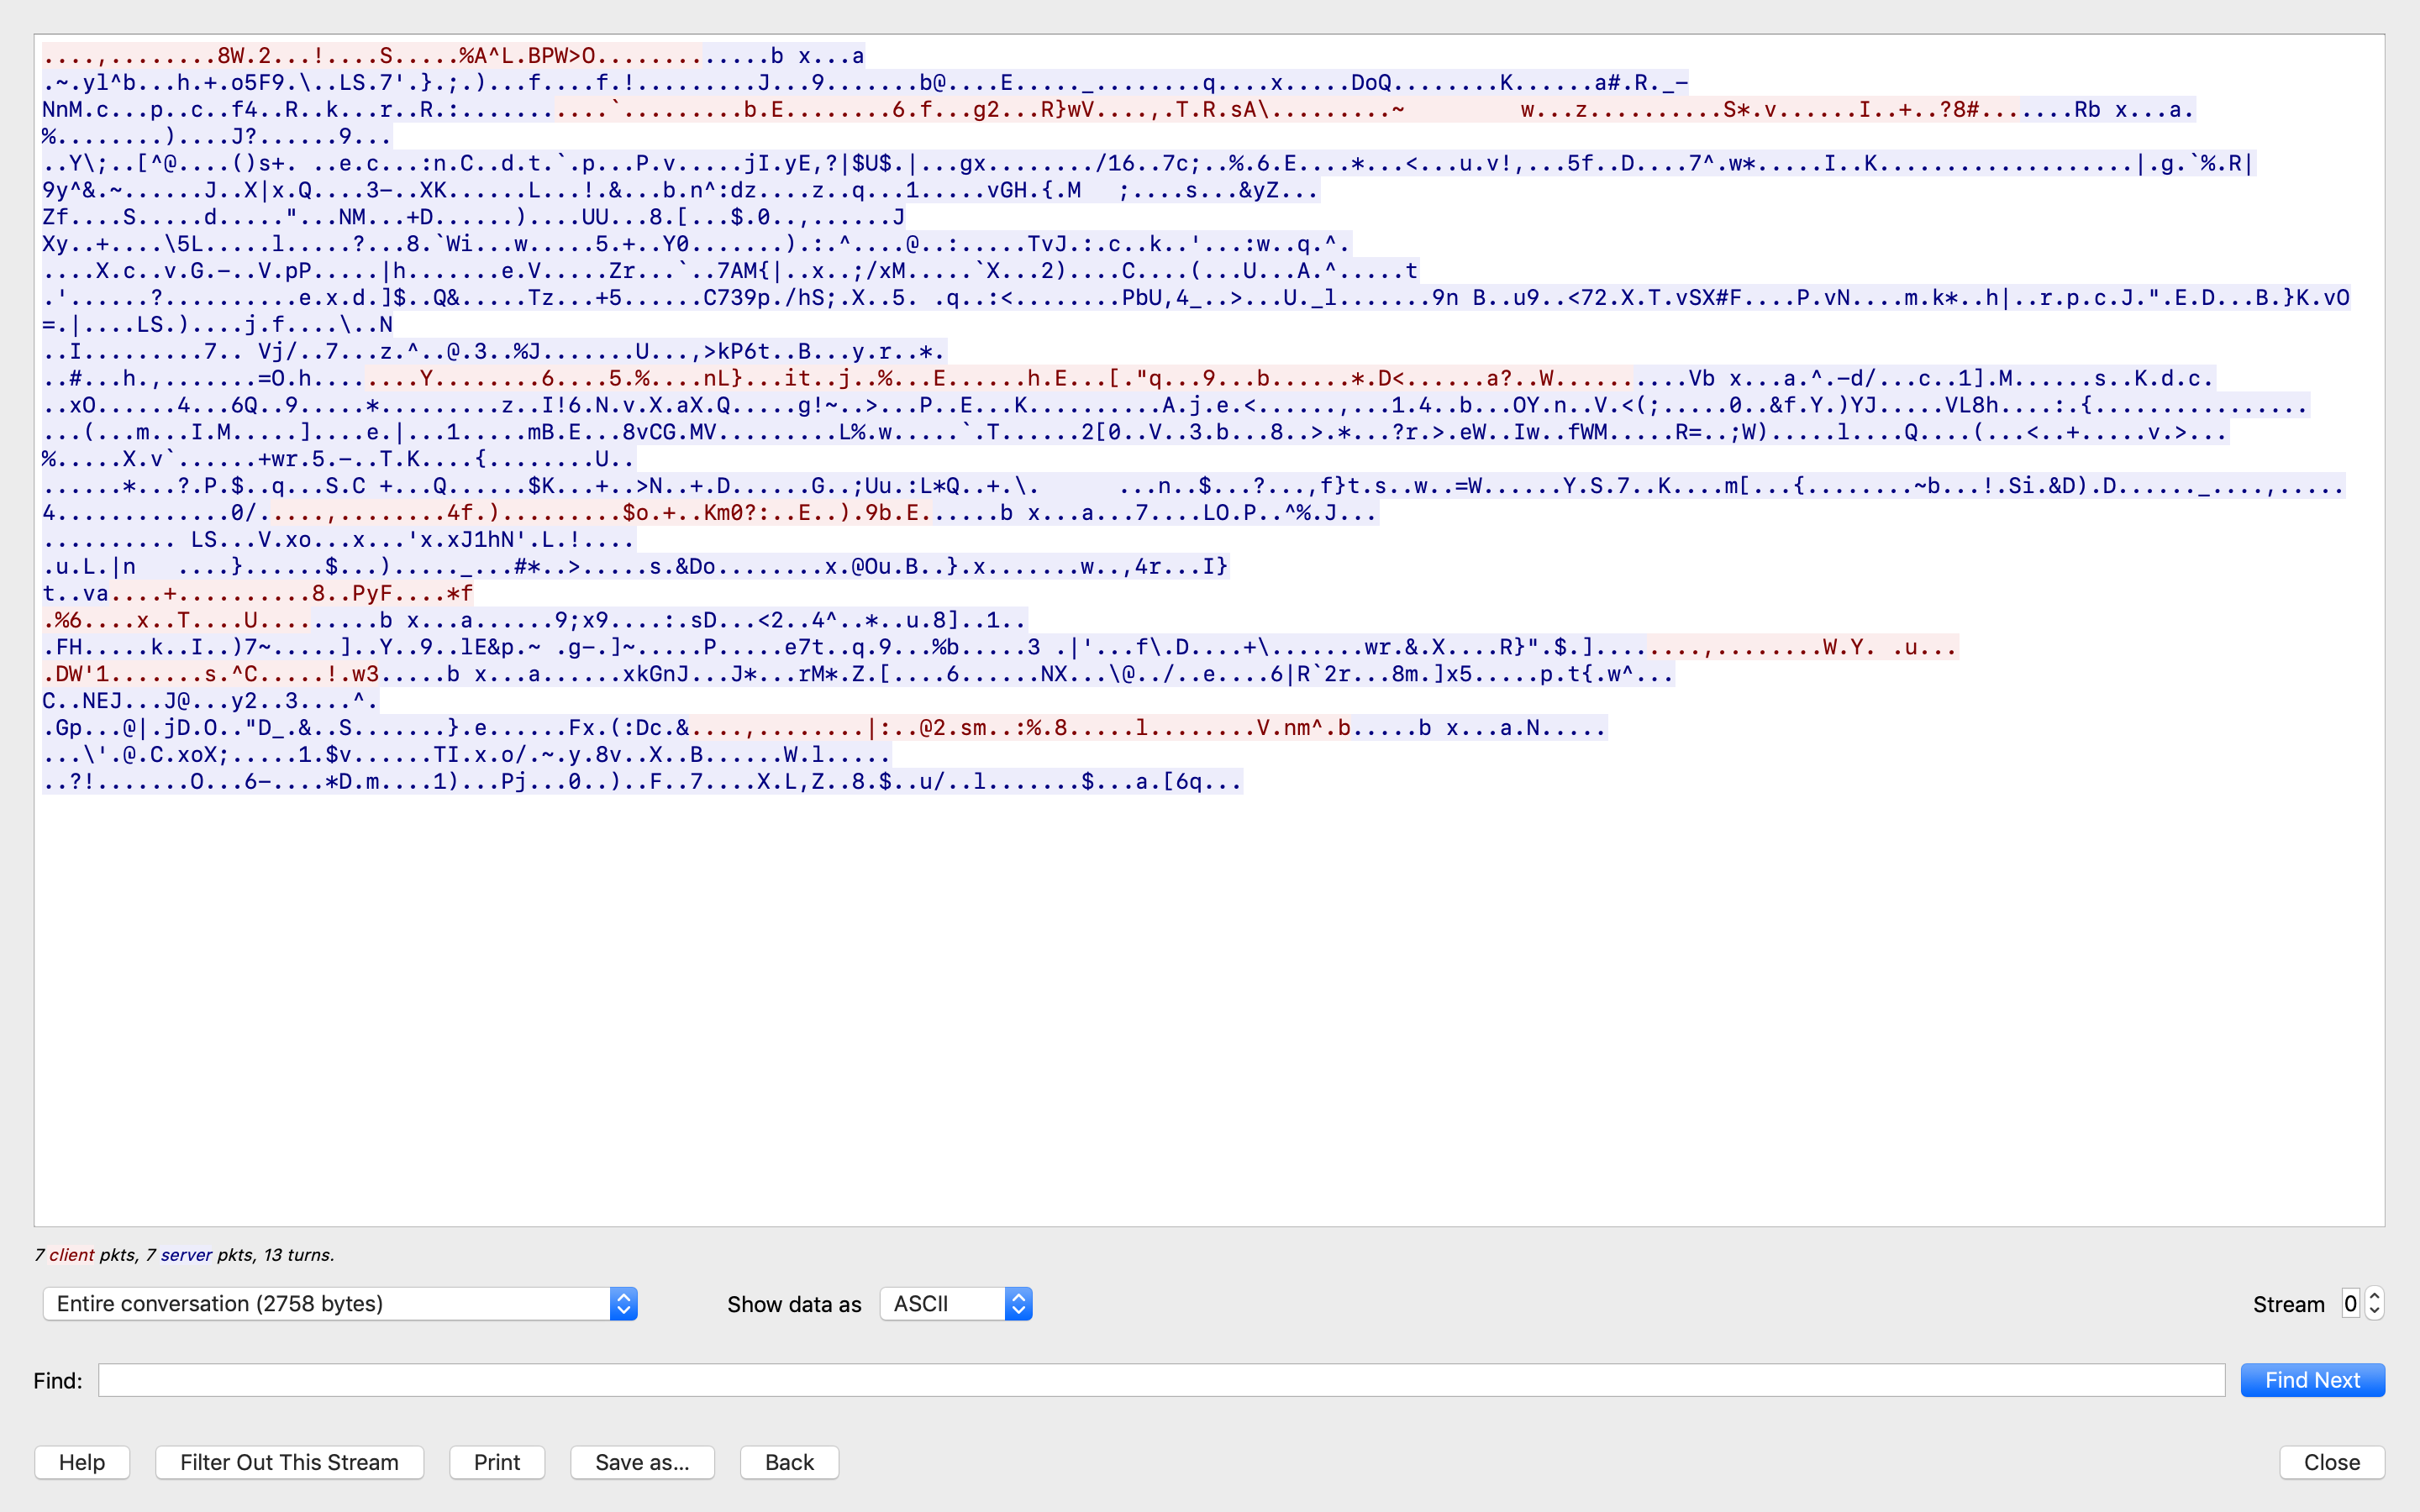 ....,........8W.2...!....S.....%A^L.BPW>O.............b x...a
.~.yl^b...h.+.o5F9.\..LS.7'.}.;.)...f....f.!.........J...9.......b@....E....._........q....x.....DoQ........K......a#.R._–
NnM.c...p..c..f4..R..k...r..R.:...........`.........b.E........6.f...g2...R}wV....,.T.R.sA\.........~ w...z..........S*.v......I..+..?8#.......Rb x...a.
%........)....J?......9...
..Y\;..[^@....()s+. ..e.c...:n.C..d.t.`.p...P.v.....jI.yE,?|$U$.|...gx......../16..7c;..%.6.E....*...<...u.v!,...5f..D....7^.w*.....I..K...................|.g.`%.R|
9y^&.~......J..X|x.Q....3–..XK......L...!.&...b.n^:dz....z..q...1.....vGH.{.M ;....s...&yZ...
Zf....S.....d....."...NM...+D......)....UU...8.[...$.0..,......J
Xy..+....\5L.....l.....?...8.`Wi...w.....5.+..Y0.......).:.^....@..:.....TvJ.:.c..k..'...:w..q.^.
....X.c..v.G.–..V.pP.....|h.......e.V.....Zr...`..7AM{|..x..;/xM.....`X...2)....C....(...U...A.^.....t
.'......?..........e.x.d.]$..Q&.....Tz...+5......C739p./hS;.X..5. .q..:<........PbU,4_..>...U._l.......9n B..u9..<72.X.T.vSX#F....P.vN....m.k*..h|..r.p.c.J.".E.D...B.}K.vO
=.|....LS.)....j.f....\..N
..I.........7.. Vj/..7...z.^..@.3..%J.......U...,>kP6t..B...y.r..*.
..#...h.,.......=O.h........Y........6....5.%....nL}...it..j..%...E......h.E...[."q...9...b......*.D<......a?..W..........Vb x...a.^.–d/...c..1].M......s..K.d.c.
..xO......4...6Q..9.....*.........z..I!6.N.v.X.aX.Q.....g!~..>...P..E...K..........A.j.e.<......,...1.4..b...OY.n..V.<(;.....0..&f.Y.)YJ.....VL8h....:.{................
...(...m...I.M.....]....e.|...1.....mB.E...8vCG.MV.........L%.w.....`.T......2[0..V..3.b...8..>.*...?r.>.eW..Iw..fWM.....R=..;W).....l....Q....(...<..+.....v.>...
%.....X.v`......+wr.5.–..T.K....{........U..
......*...?.P.$..q...S.C +...Q......$K...+..>N..+.D......G..;Uu.:L*Q..+.\. ...n..$...?...,f}t.s..w..=W......Y.S.7..K....m[...{........~b...!.Si.&D).D......_....,.....
4.............0/.....,........4f.).........$o.+..Km0?:..E..).9b.E......b x...a...7....LO.P..^%.J...
.......... LS...V.xo...x...'x.xJ1hN'.L.!....
.u.L.|n ....}......$...)....._...#*..>.....s.&Do........x.@Ou.B..}.x.......w..,4r...I}
t..va....+..........8..PyF....*f
.%6....x..T....U.........b x...a......9;x9....:.sD...<2..4^..*..u.8]..1..
.FH.....k..I..)7~.....]..Y..9..lE&p.~ .g–.]~.....P.....e7t..q.9...%b.....3 .|'...f\.D....+\.......wr.&.X....R}".$.]........,........W.Y. .u...
.DW'1.......s.^C.....!.w3.....b x...a......xkGnJ...J*...rM*.Z.[....6......NX...\@../..e....6|R`2r...8m.]x5.....p.t{.w^...
C..NEJ...J@...y2..3....^.
.Gp...@|.jD.O.."D_.&..S.......}.e......Fx.(:Dc.&....,........|:..@2.sm..:%.8.....l........V.nm^.b.....b x...a.N.....
...\'.@.C.xoX;.....1.$v......TI.x.o/.~.y.8v..X..B......W.l.....
..?!.......O...6–....*D.m....1)...Pj...0..)..F..7....X.L,Z..8.$..u/..l.......$...a.[6q...
7 client pkts, 7 server pkts, 13 turns.
Entire conversation (2758 bytes) Show data as ASCII Stream 0
Find: Find Next
Help Filter Out This Stream Print Save as... Back Close